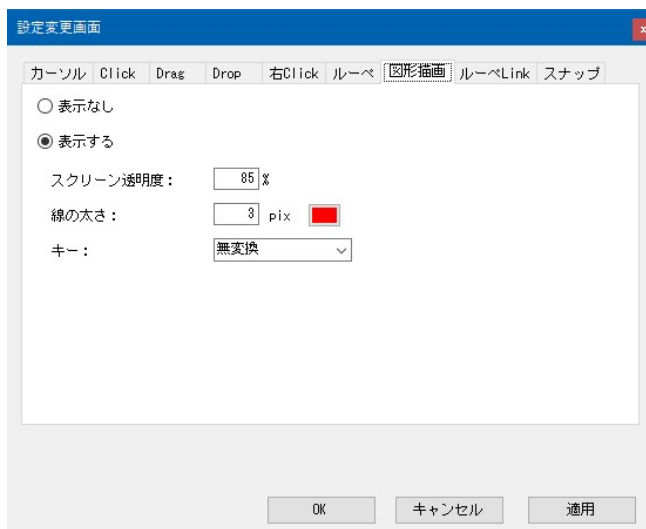 設定変更画面
カーソル Click Drag Drop 右Click ルーペ 図形描画 ルーペLink スナップ
表示なし
表示する
スクリーン透明度： 85 %
線の太さ： 3 pix
キー： 無変換
OK キャンセル 適用